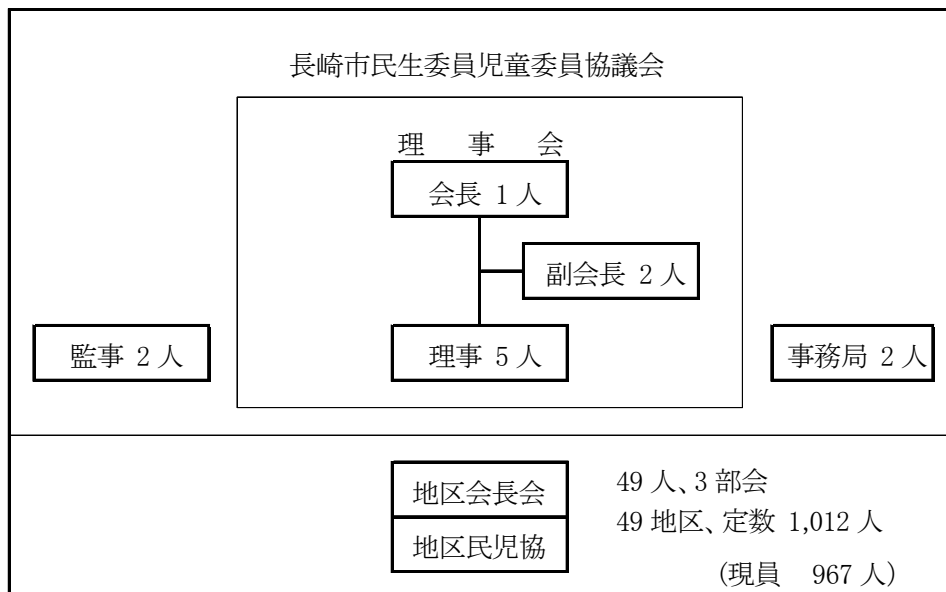 長崎市民生委員児童委員協議会
理　事　会
会長 1 人
副会長 2 人
監事 2 人
理事 5 人
事務局 2 人
地区会長会
49 人、3 部会
地区民児協
49 地区、定数 1,012 人
(現員　967 人)